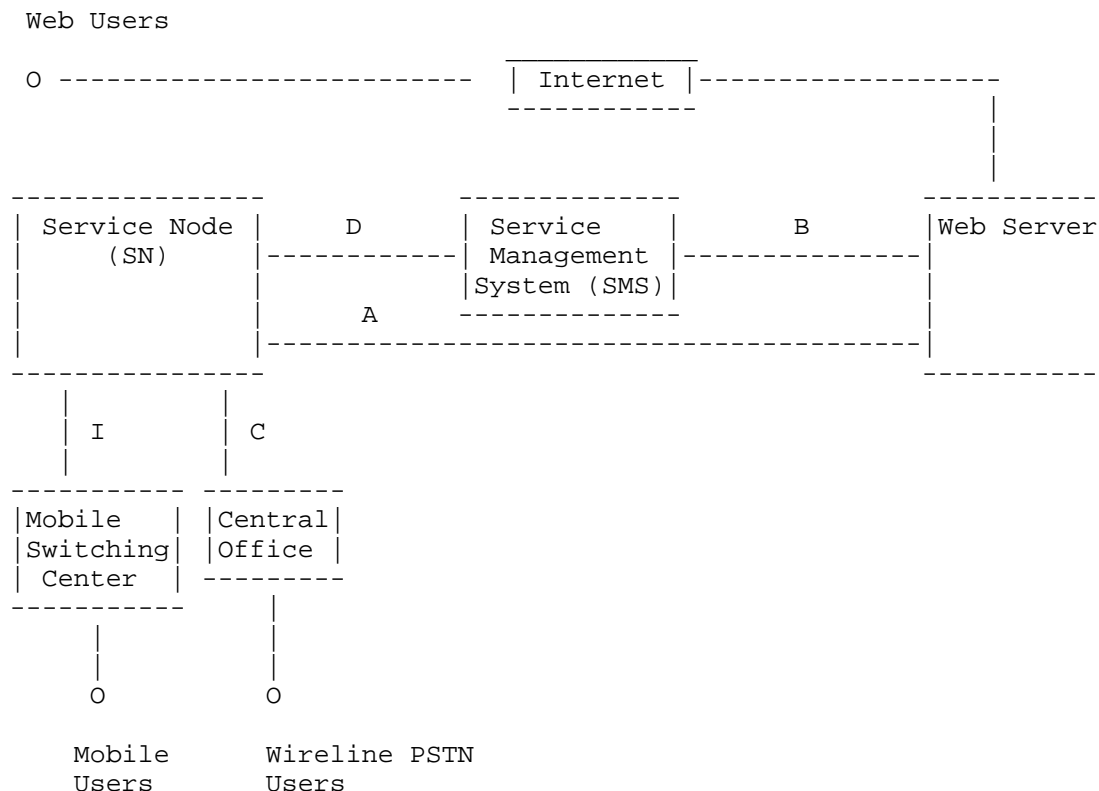 Web Users
O Internet
Service Node D Service B Web Server
(SN) Management
System (SMS)
A
I C
Mobile Central
Switching Office
Center
O O
Mobile Wireline PSTN
Users Users